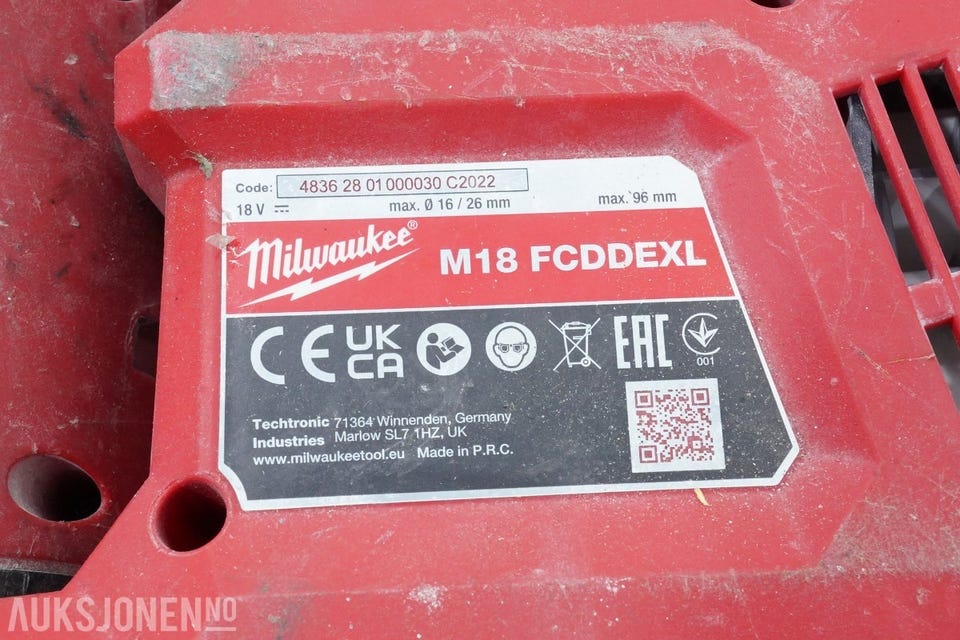 Code: 4836 28 01 000030 C2022
18 V max. Ø 16 / 26 mm max. 96 mm
Milwaukee® M18 FCDDEXL
CE UK CA EAC 001
Techtronic 71364 Winnenden, Germany
Industries Marlow SL7 1HZ, UK
www.milwaukeetool.eu Made in P.R.C.
AUKSJONEN.NO